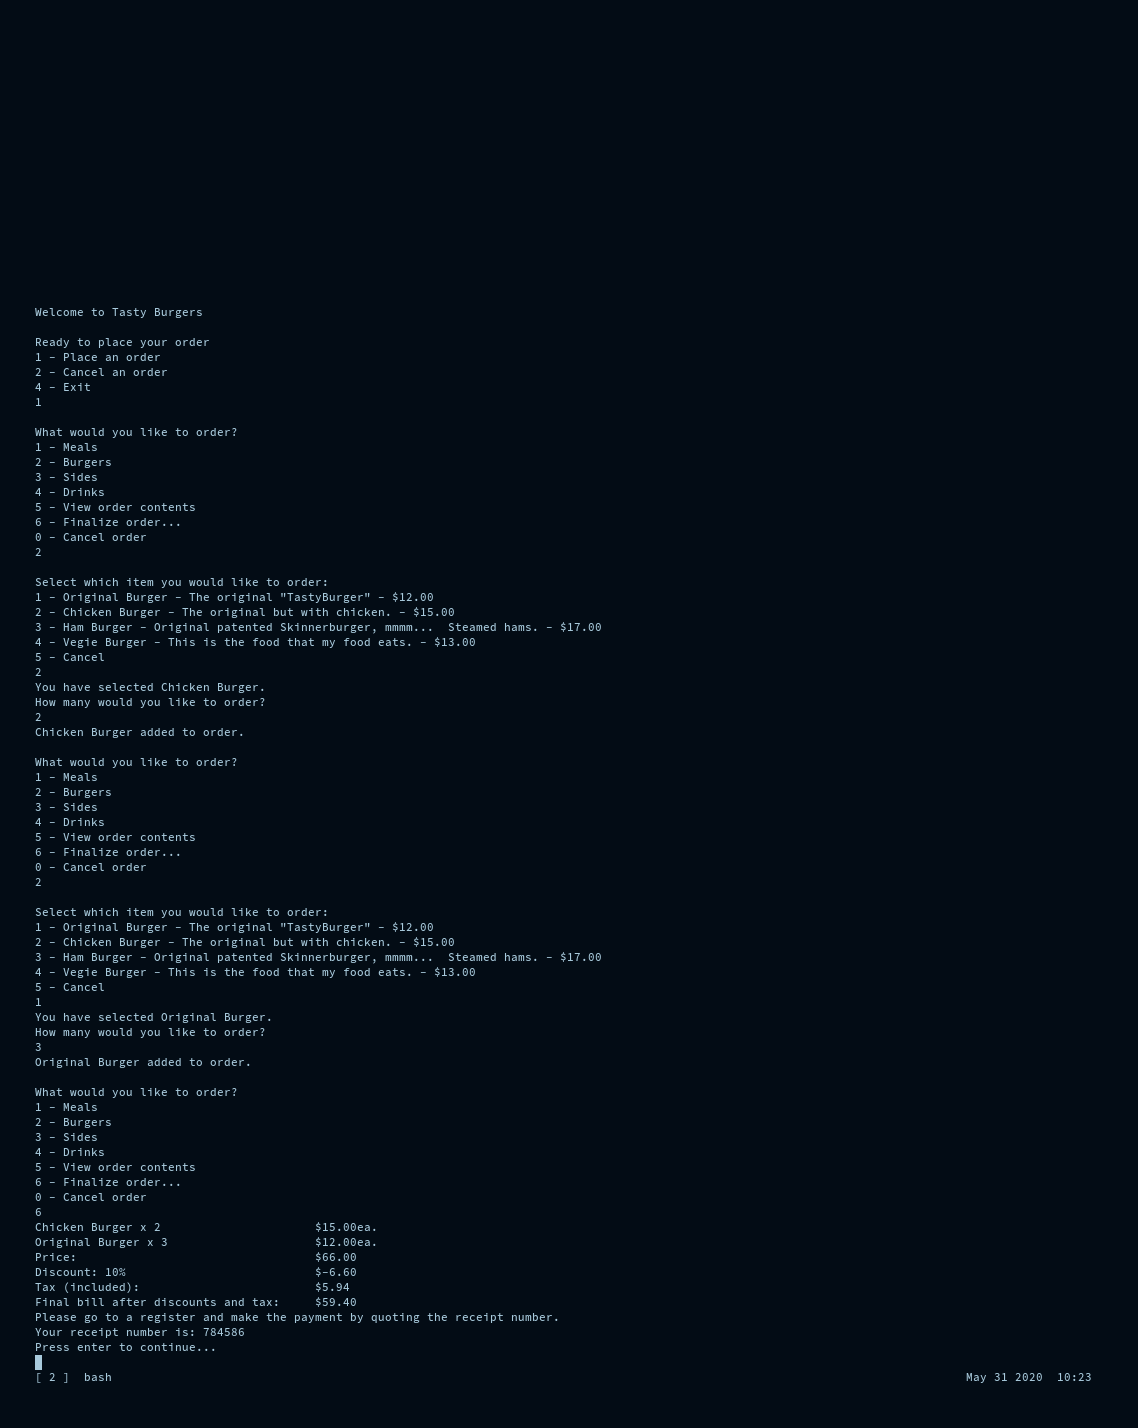 Welcome to Tasty Burgers
Ready to place your order
1 - Place an order
2 - Cancel an order
4 - Exit
1
What would you like to order?
1 - Meals
2 - Burgers
3 - Sides
4 - Drinks
5 - View order contents
6 - Finalize order...
0 - Cancel order
2
Select which item you would like to order:
1 - Original Burger - The original "TastyBurger" - $12.00
2 - Chicken Burger - The original but with chicken. - $15.00
3 - Ham Burger - Original patented Skinnerburger, mmmm...  Steamed hams. - $17.00
4 - Vegie Burger - This is the food that my food eats. - $13.00
5 - Cancel
2
You have selected Chicken Burger.
How many would you like to order?
2
Chicken Burger added to order.
What would you like to order?
1 - Meals
2 - Burgers
3 - Sides
4 - Drinks
5 - View order contents
6 - Finalize order...
0 - Cancel order
2
Select which item you would like to order:
1 - Original Burger - The original "TastyBurger" - $12.00
2 - Chicken Burger - The original but with chicken. - $15.00
3 - Ham Burger - Original patented Skinnerburger, mmmm...  Steamed hams. - $17.00
4 - Vegie Burger - This is the food that my food eats. - $13.00
5 - Cancel
1
You have selected Original Burger.
How many would you like to order?
3
Original Burger added to order.
What would you like to order?
1 - Meals
2 - Burgers
3 - Sides
4 - Drinks
5 - View order contents
6 - Finalize order...
0 - Cancel order
6
Chicken Burger x 2 $15.00ea.
Original Burger x 3 $12.00ea.
Price: $66.00
Discount: 10% $-6.60
Tax (included): $5.94
Final bill after discounts and tax: $59.40
Please go to a register and make the payment by quoting the receipt number.
Your receipt number is: 784586
Press enter to continue...
[ 2 ]  bash May 31 2020  10:23